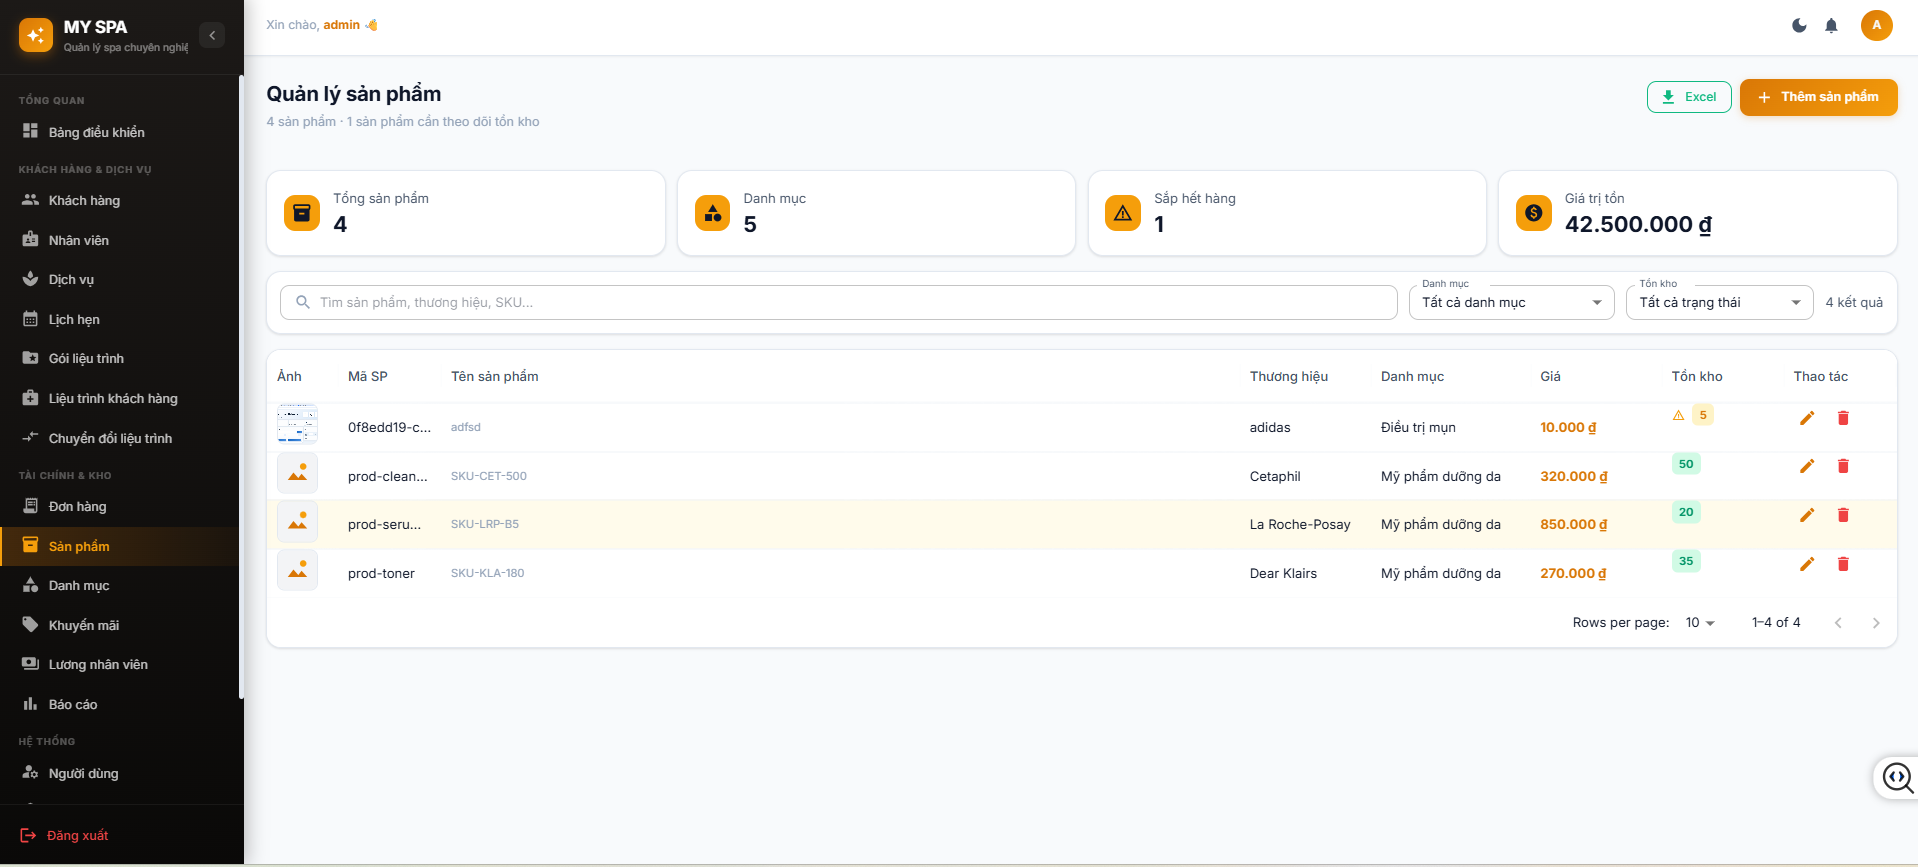 MY SPA
Quản lý spa chuyên nghiệ
TỔNG QUAN
Bảng điều khiển
KHÁCH HÀNG & DỊCH VỤ
Khách hàng
Nhân viên
Dịch vụ
Lịch hẹn
Gói liệu trình
Liệu trình khách hàng
Chuyển đổi liệu trình
TÀI CHÍNH & KHO
Đơn hàng
Sản phẩm
Danh mục
Khuyến mãi
Lương nhân viên
Báo cáo
HỆ THỐNG
Người dùng
Đăng xuất
Xin chào, admin 👋
A
Quản lý sản phẩm
4 sản phẩm · 1 sản phẩm cần theo dõi tồn kho
Excel
Thêm sản phẩm
Tổng sản phẩm
4
Danh mục
5
Sắp hết hàng
1
Giá trị tồn
42.500.000 ₫
Tìm sản phẩm, thương hiệu, SKU...
Danh mục
Tất cả danh mục
Tồn kho
Tất cả trạng thái
4 kết quả
Ảnh Mã SP Tên sản phẩm Thương hiệu Danh mục Giá Tồn kho Thao tác
0f8edd19-c... adfsd adidas Điều trị mụn 10.000 ₫ 5
prod-clean... SKU-CET-500 Cetaphil Mỹ phẩm dưỡng da 320.000 ₫ 50
prod-seru... SKU-LRP-B5 La Roche-Posay Mỹ phẩm dưỡng da 850.000 ₫ 20
prod-toner SKU-KLA-180 Dear Klairs Mỹ phẩm dưỡng da 270.000 ₫ 35
Rows per page: 10 1–4 of 4